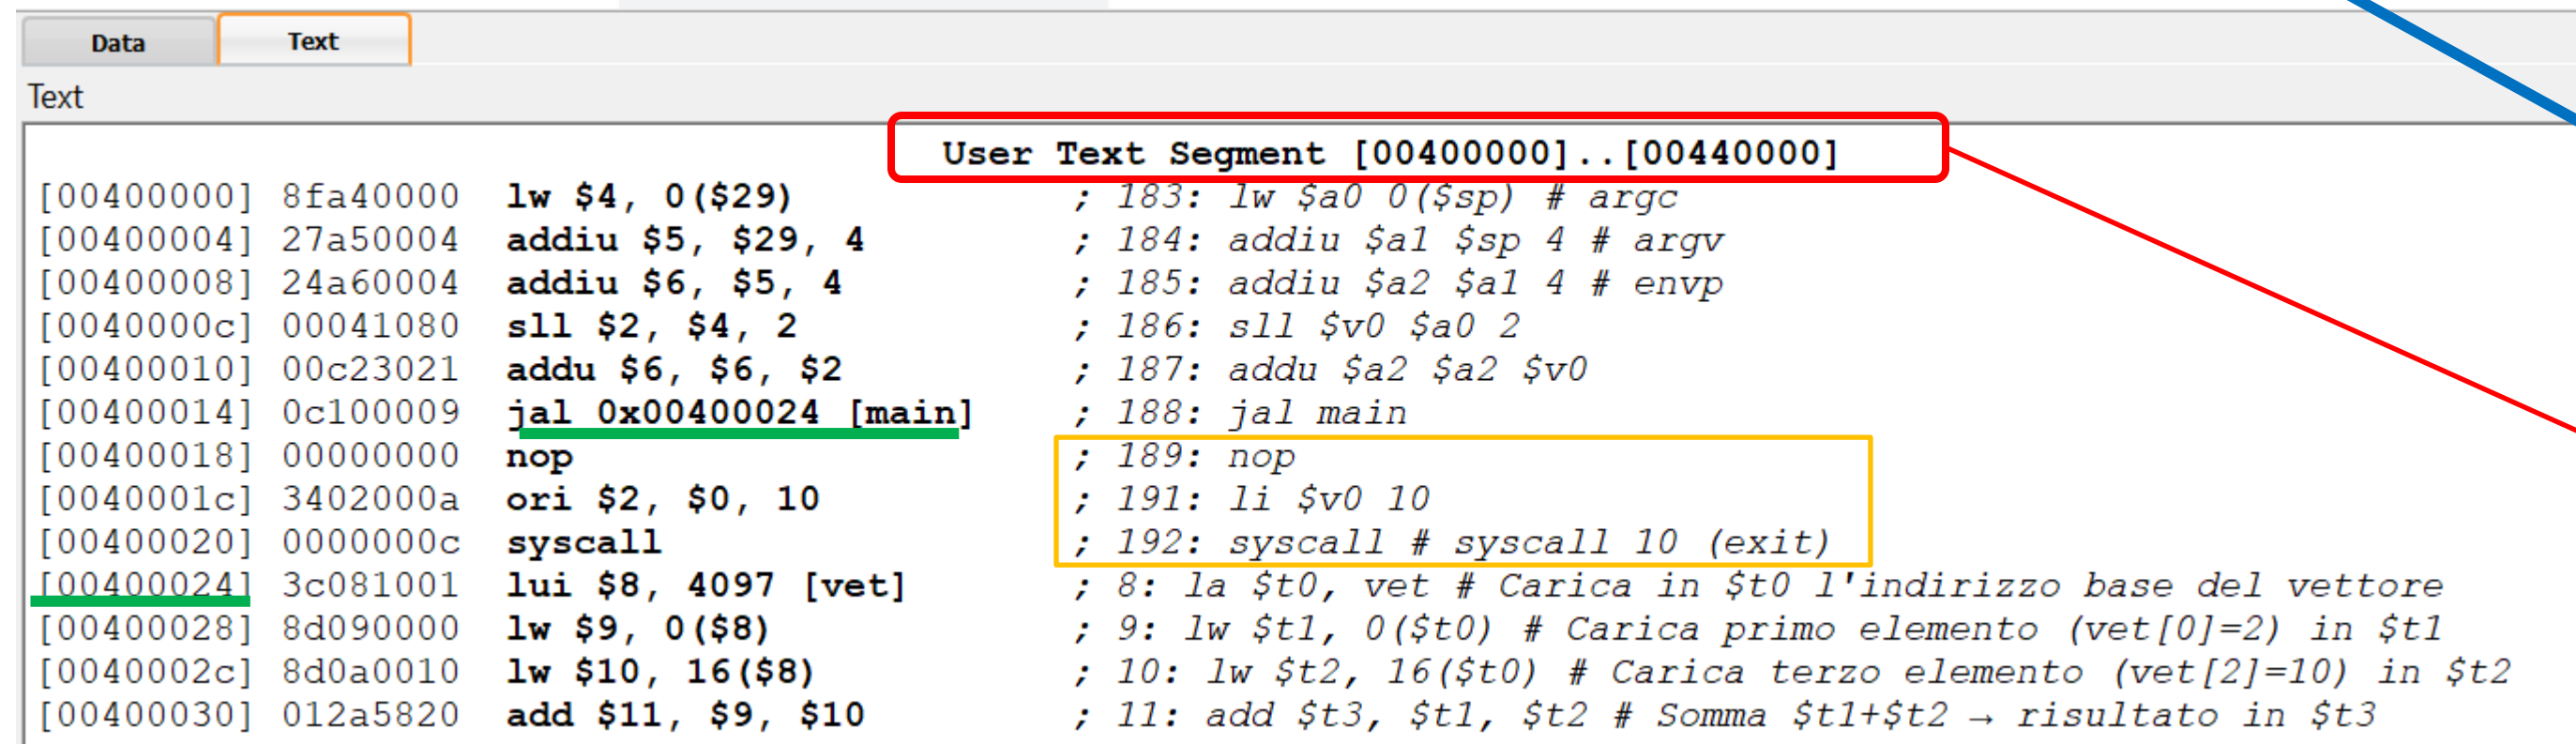 Data Text
Text
User Text Segment [00400000]..[00440000]
[00400000] 8fa40000 lw $4, 0($29) ; 183: lw $a0 0($sp) # argc
[00400004] 27a50004 addiu $5, $29, 4 ; 184: addiu $a1 $sp 4 # argv
[00400008] 24a60004 addiu $6, $5, 4 ; 185: addiu $a2 $a1 4 # envp
[0040000c] 00041080 sll $2, $4, 2 ; 186: sll $v0 $a0 2
[00400010] 00c23021 addu $6, $6, $2 ; 187: addu $a2 $a2 $v0
[00400014] 0c100009 jal 0x00400024 [main] ; 188: jal main
[00400018] 00000000 nop ; 189: nop
[0040001c] 3402000a ori $2, $0, 10 ; 191: li $v0 10
[00400020] 0000000c syscall ; 192: syscall # syscall 10 (exit)
[00400024] 3c081001 lui $8, 4097 [vet] ; 8: la $t0, vet # Carica in $t0 l'indirizzo base del vettore
[00400028] 8d090000 lw $9, 0($8) ; 9: lw $t1, 0($t0) # Carica primo elemento (vet[0]=2) in $t1
[0040002c] 8d0a0010 lw $10, 16($8) ; 10: lw $t2, 16($t0) # Carica terzo elemento (vet[2]=10) in $t2
[00400030] 012a5820 add $11, $9, $10 ; 11: add $t3, $t1, $t2 # Somma $t1+$t2 → risultato in $t3